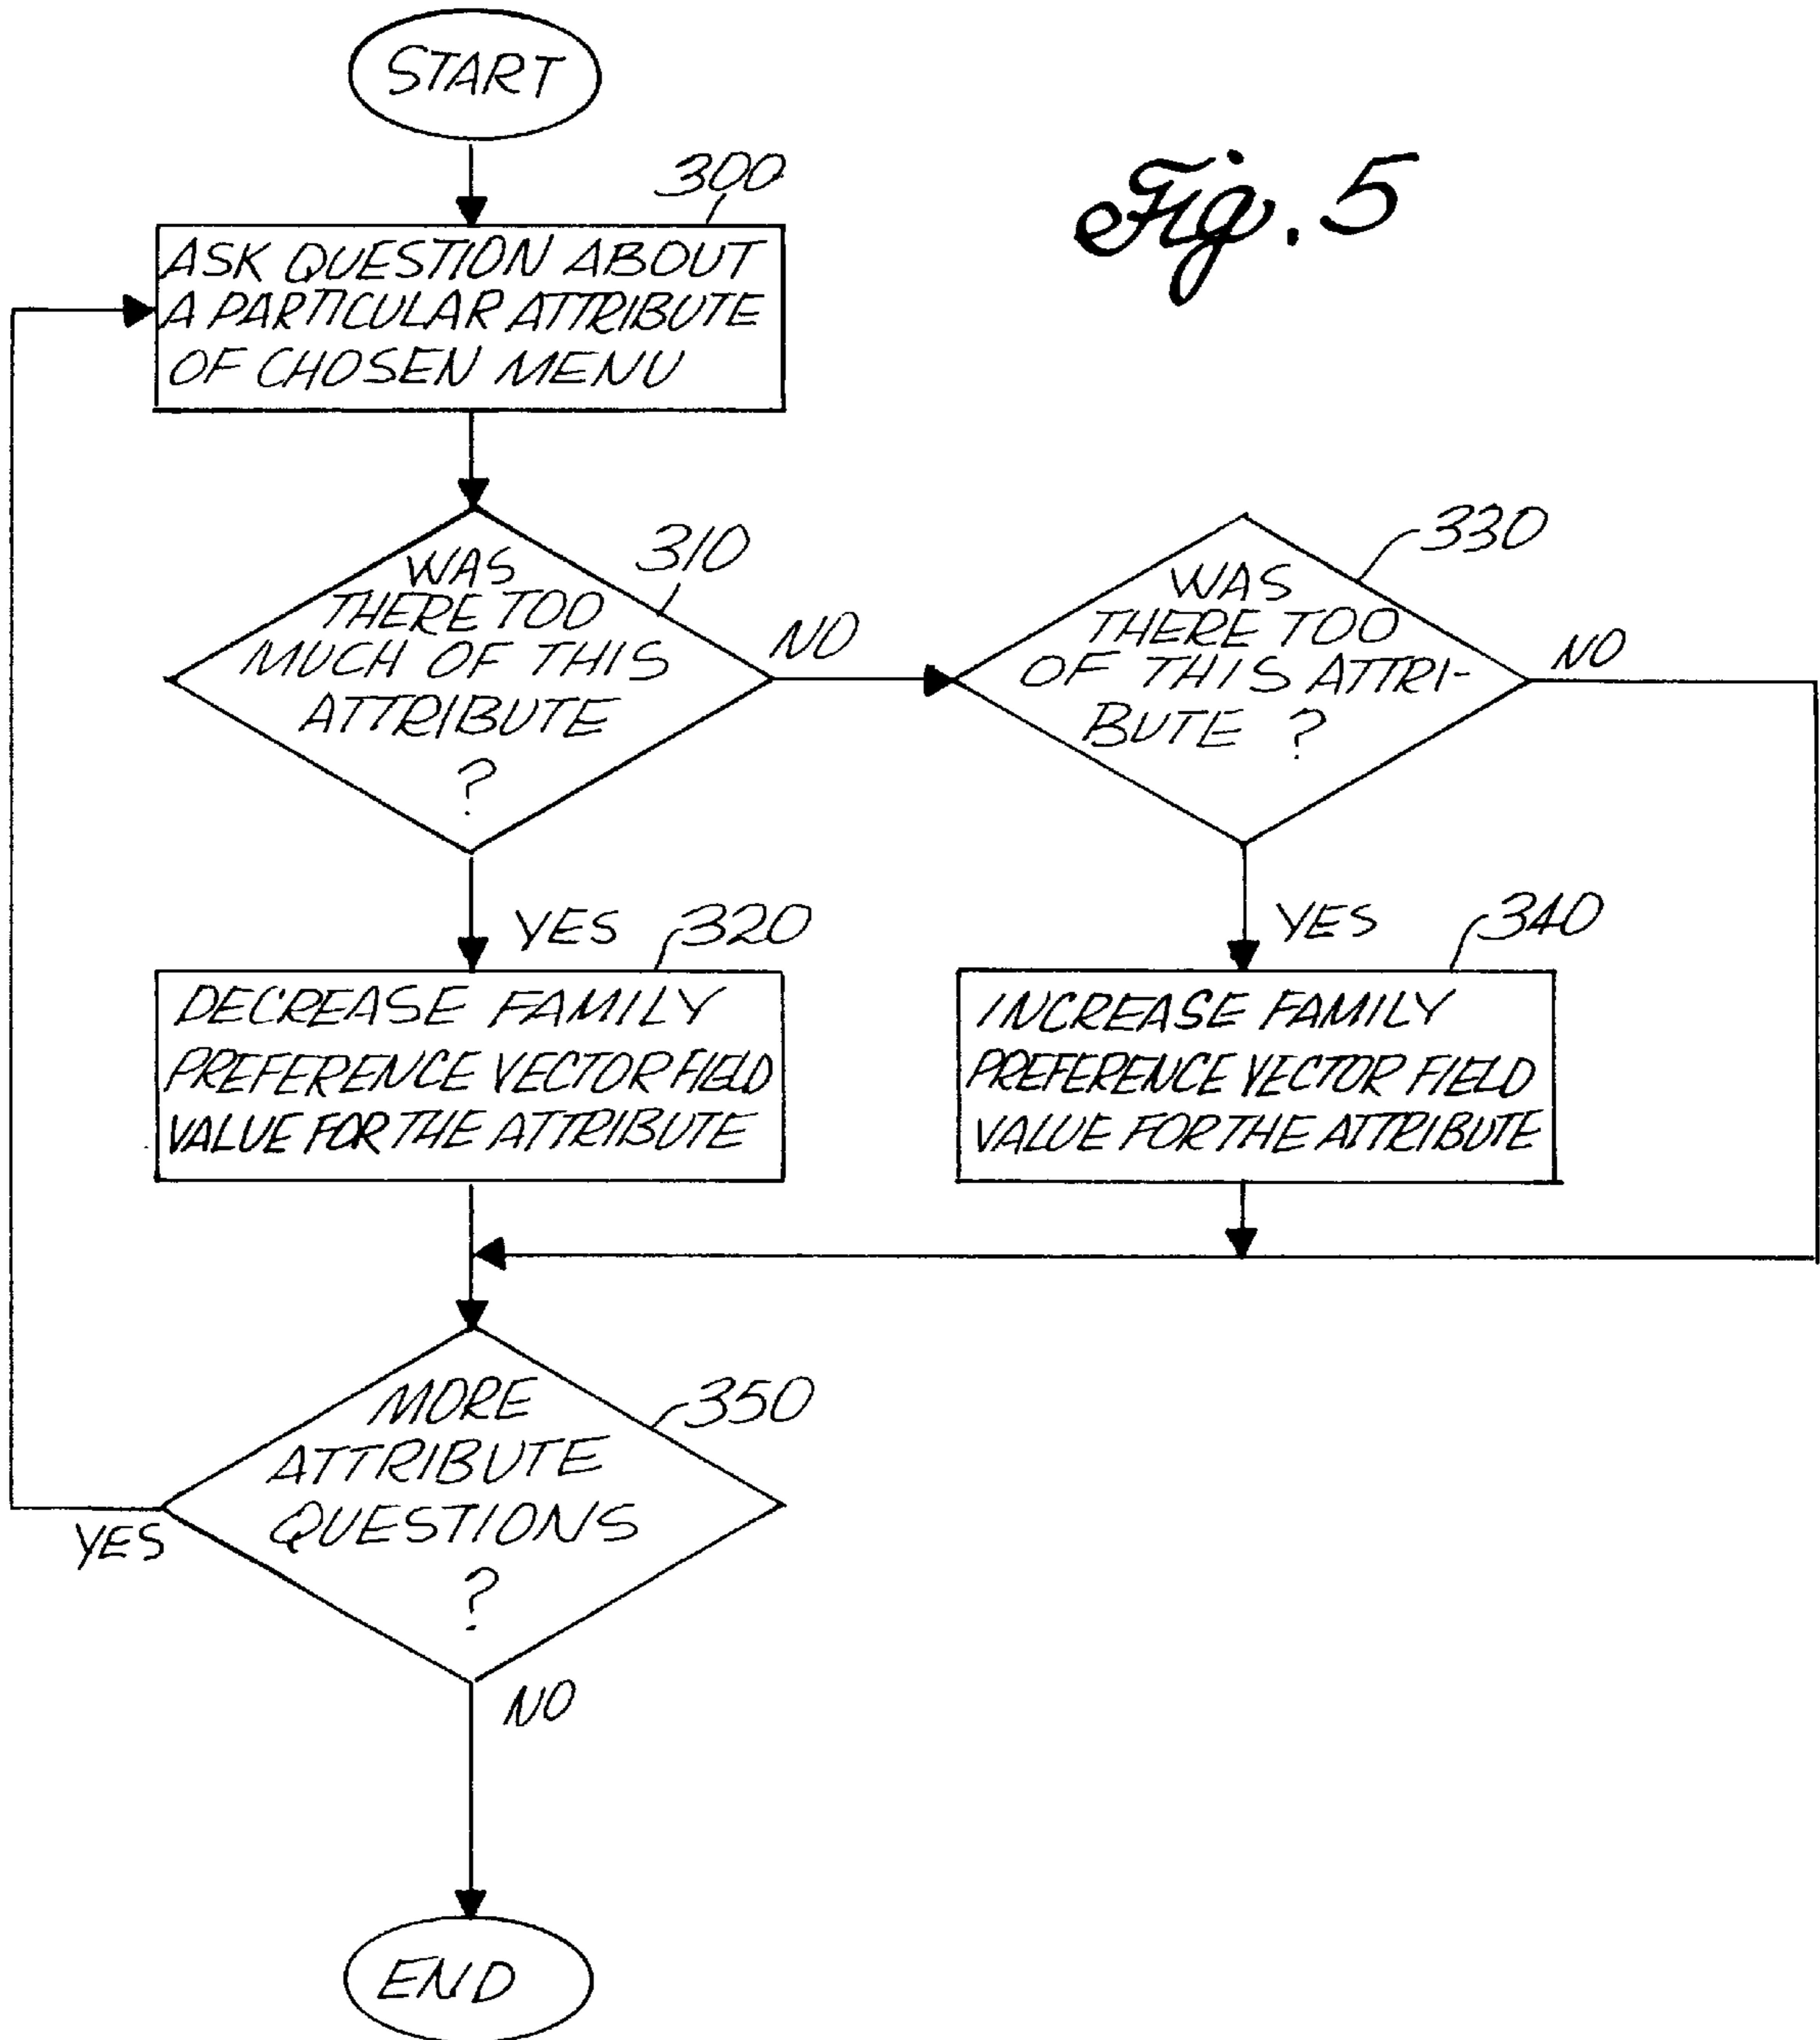 START
Fig. 5
300
ASK QUESTION ABOUT
A PARTICULAR ATTRIBUTE
OF CHOSEN MENU
310
WAS
THERE TOO
MUCH OF THIS
ATTRIBUTE
?
NO
330
WAS
THERE TOO
OF THIS ATTRI-
BUTE ?
NO
YES
320
DECREASE FAMILY
PREFERENCE VECTOR FIELD
VALUE FOR THE ATTRIBUTE
YES
340
INCREASE FAMILY
PREFERENCE VECTOR FIELD
VALUE FOR THE ATTRIBUTE
350
MORE
ATTRIBUTE
QUESTIONS
?
YES
NO
END